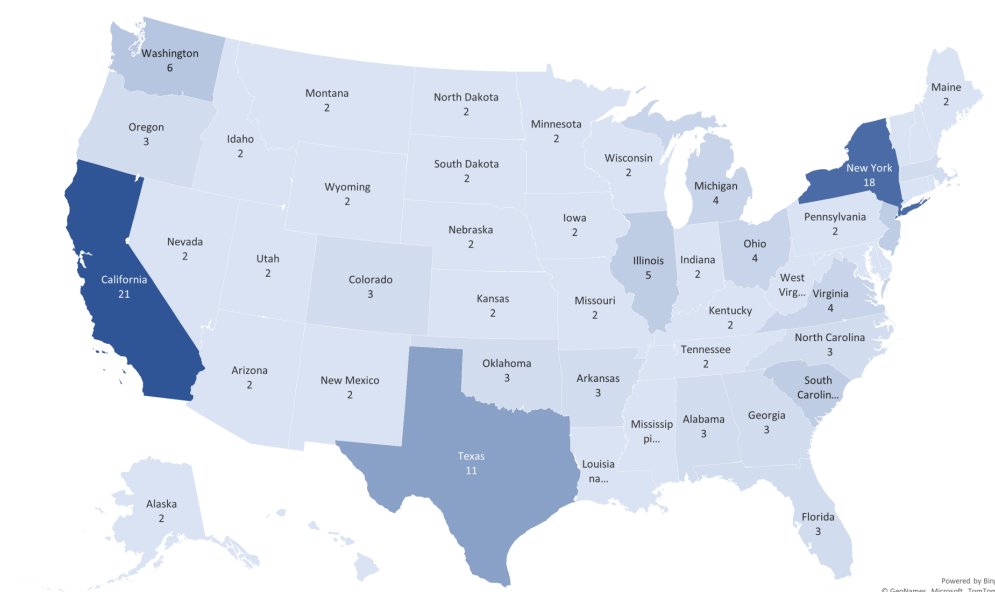 Washington
6
Montana
2
North Dakota
2
Minnesota
2
Maine
2
Oregon
3
Idaho
2
Wisconsin
2
South Dakota
2
Michigan
4
New York
18
Wyoming
2
Iowa
2
Pennsylvania
2
Nebraska
2
Nevada
2
Utah
2
Illinois
5
Indiana
2
Ohio
4
California
21
Colorado
3
Kansas
2
Missouri
2
West
Virg...
Virginia
4
Kentucky
2
North Carolina
3
Tennessee
2
Arizona
2
New Mexico
2
Oklahoma
3
Arkansas
3
South
Carolin...
Mississip
pi...
Alabama
3
Georgia
3
Texas
11
Louisia
na...
Alaska
2
Florida
3
Powered by Bing
© GeoNames, Microsoft, TomTom